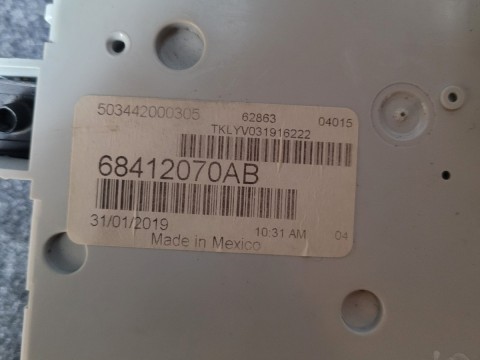 503442000305 62863 04015
TKLYV031916222
68412070AB
31/01/2019 10:31 AM 04
Made in Mexico